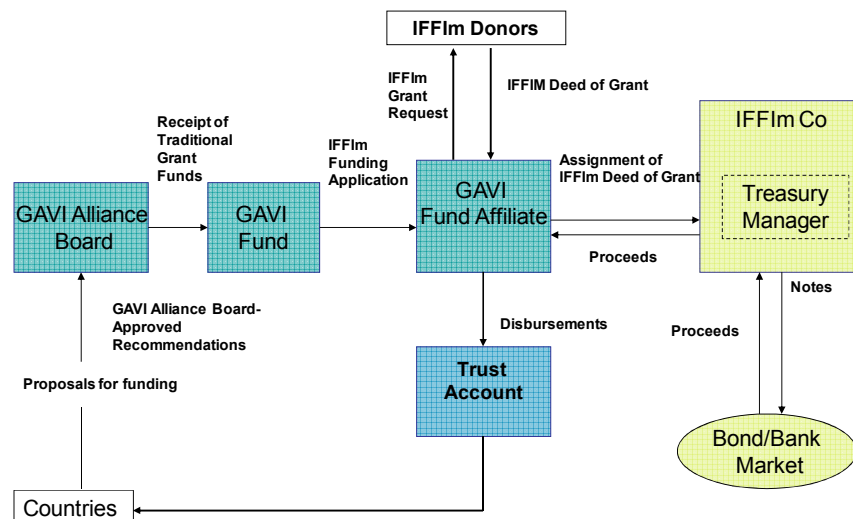 IFFIm Donors
IFFIm
Grant
Request
IFFIM Deed of Grant
Receipt of
Traditional
Grant
Funds
IFFIm
Funding
Application
Assignment of
IFFIm Deed of Grant
IFFIm Co
Treasury
Manager
GAVI Alliance
Board
GAVI
Fund
GAVI
Fund Affiliate
Proceeds
Notes
GAVI Alliance Board-
Approved
Recommendations
Disbursements
Proceeds
Proposals for funding
Trust
Account
Bond/Bank
Market
Countries